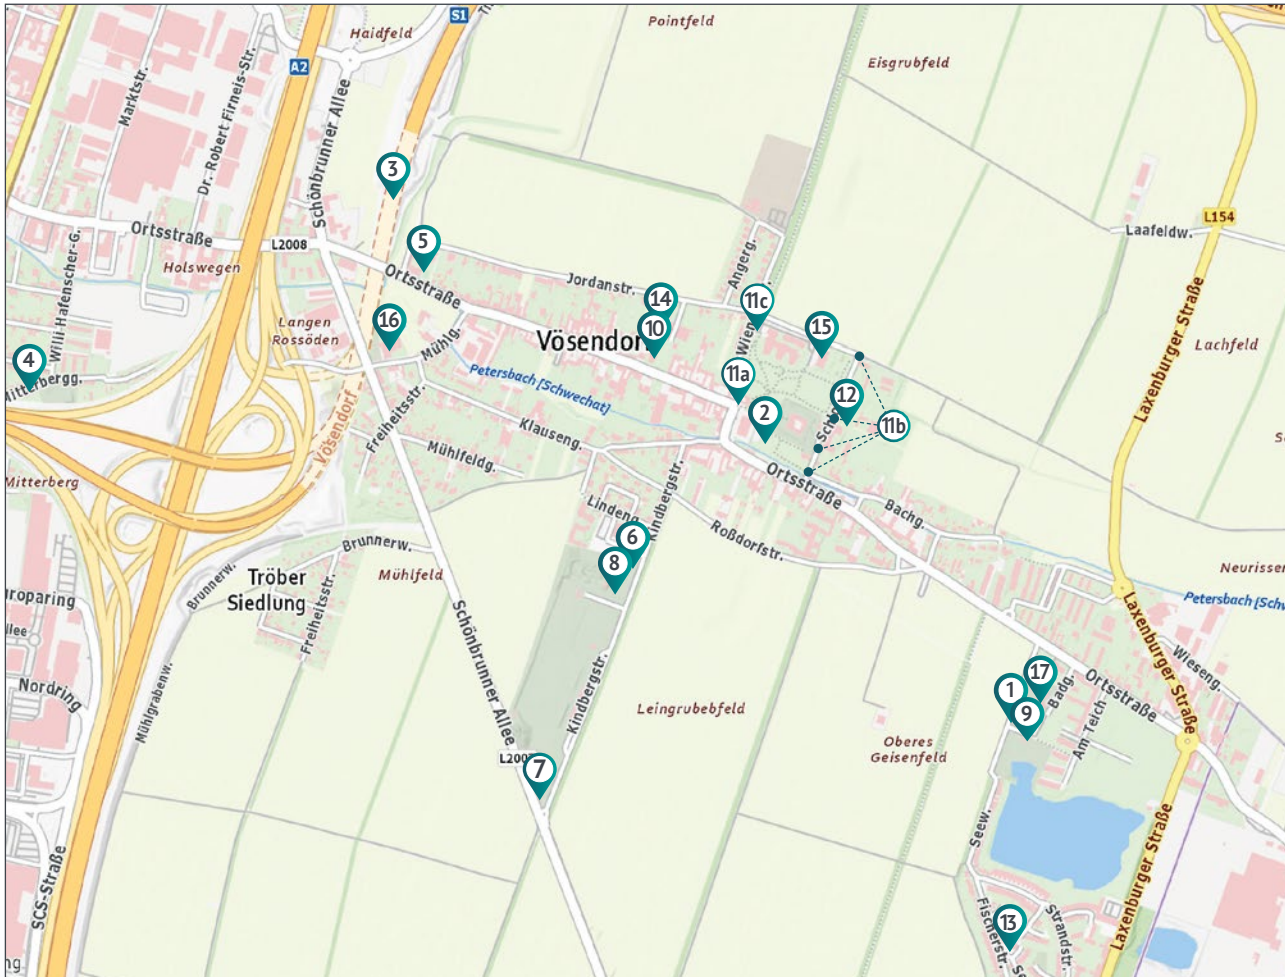 S1
Haidfeld
Pointfeld
Eisgrubfeld
A2
Marktstr.
Dr. Robert Firneis-Str.
Schönbrunner Allee
3
L154
Laafeldw.
Ortsstraße
L2008
Holswegen
5
Ortsstraße
Jordanstr.
Angerg.
14
11c
Wien
15
16
10
Langen
Rossöden
Mühlg.
Vösendorf
Laxenburger Straße
Lachfeld
Willi-Hafenscher-G.
4
Mitterbergg.
Petersbach [Schwechat]
11a
12
2
11b
Vösendorf
Freiheitsstr.
Klauseng.
Mühlfeldg.
Ortsstraße
Mitterberg
Lindeng.
Kindbergstr.
Roßdorfstr.
Bachg.
6
8
Brunnerw.
Brunnerw.
Tröber
Siedlung
Freiheitsstr.
Mühlfeld
Petersbach
Laxenburger Straße
Wieseng.
Nordring
Mühlgrabenw.
Schönbrunner Allee
Kindbergstr.
Leingrubebfeld
Oberes
Geisenfeld
17
1
9
Badg.
Ortsstraße
Am Teich
7
Seew.
SCS-Straße
13
Fischerstr.
Strandstr.
Laxenburger Straße